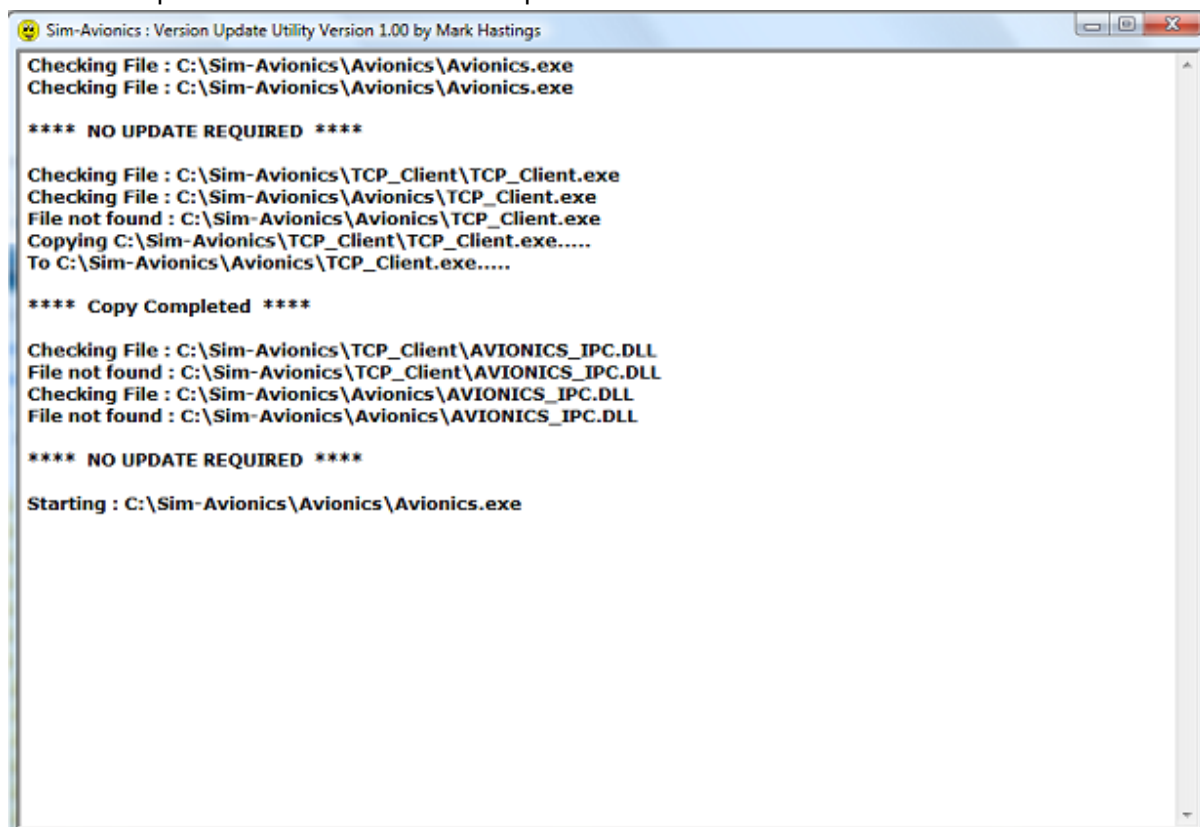 Sim-Avionics : Version Update Utility Version 1.00 by Mark Hastings
Checking File : C:\Sim-Avionics\Avionics\Avionics.exe
Checking File : C:\Sim-Avionics\Avionics\Avionics.exe
**** NO UPDATE REQUIRED ****
Checking File : C:\Sim-Avionics\TCP_Client\TCP_Client.exe
Checking File : C:\Sim-Avionics\Avionics\TCP_Client.exe
File not found : C:\Sim-Avionics\Avionics\TCP_Client.exe
Copying C:\Sim-Avionics\TCP_Client\TCP_Client.exe.....
To C:\Sim-Avionics\Avionics\TCP_Client.exe.....
**** Copy Completed ****
Checking File : C:\Sim-Avionics\TCP_Client\AVIONICS_IPC.DLL
File not found : C:\Sim-Avionics\TCP_Client\AVIONICS_IPC.DLL
Checking File : C:\Sim-Avionics\Avionics\AVIONICS_IPC.DLL
File not found : C:\Sim-Avionics\Avionics\AVIONICS_IPC.DLL
**** NO UPDATE REQUIRED ****
Starting : C:\Sim-Avionics\Avionics\Avionics.exe